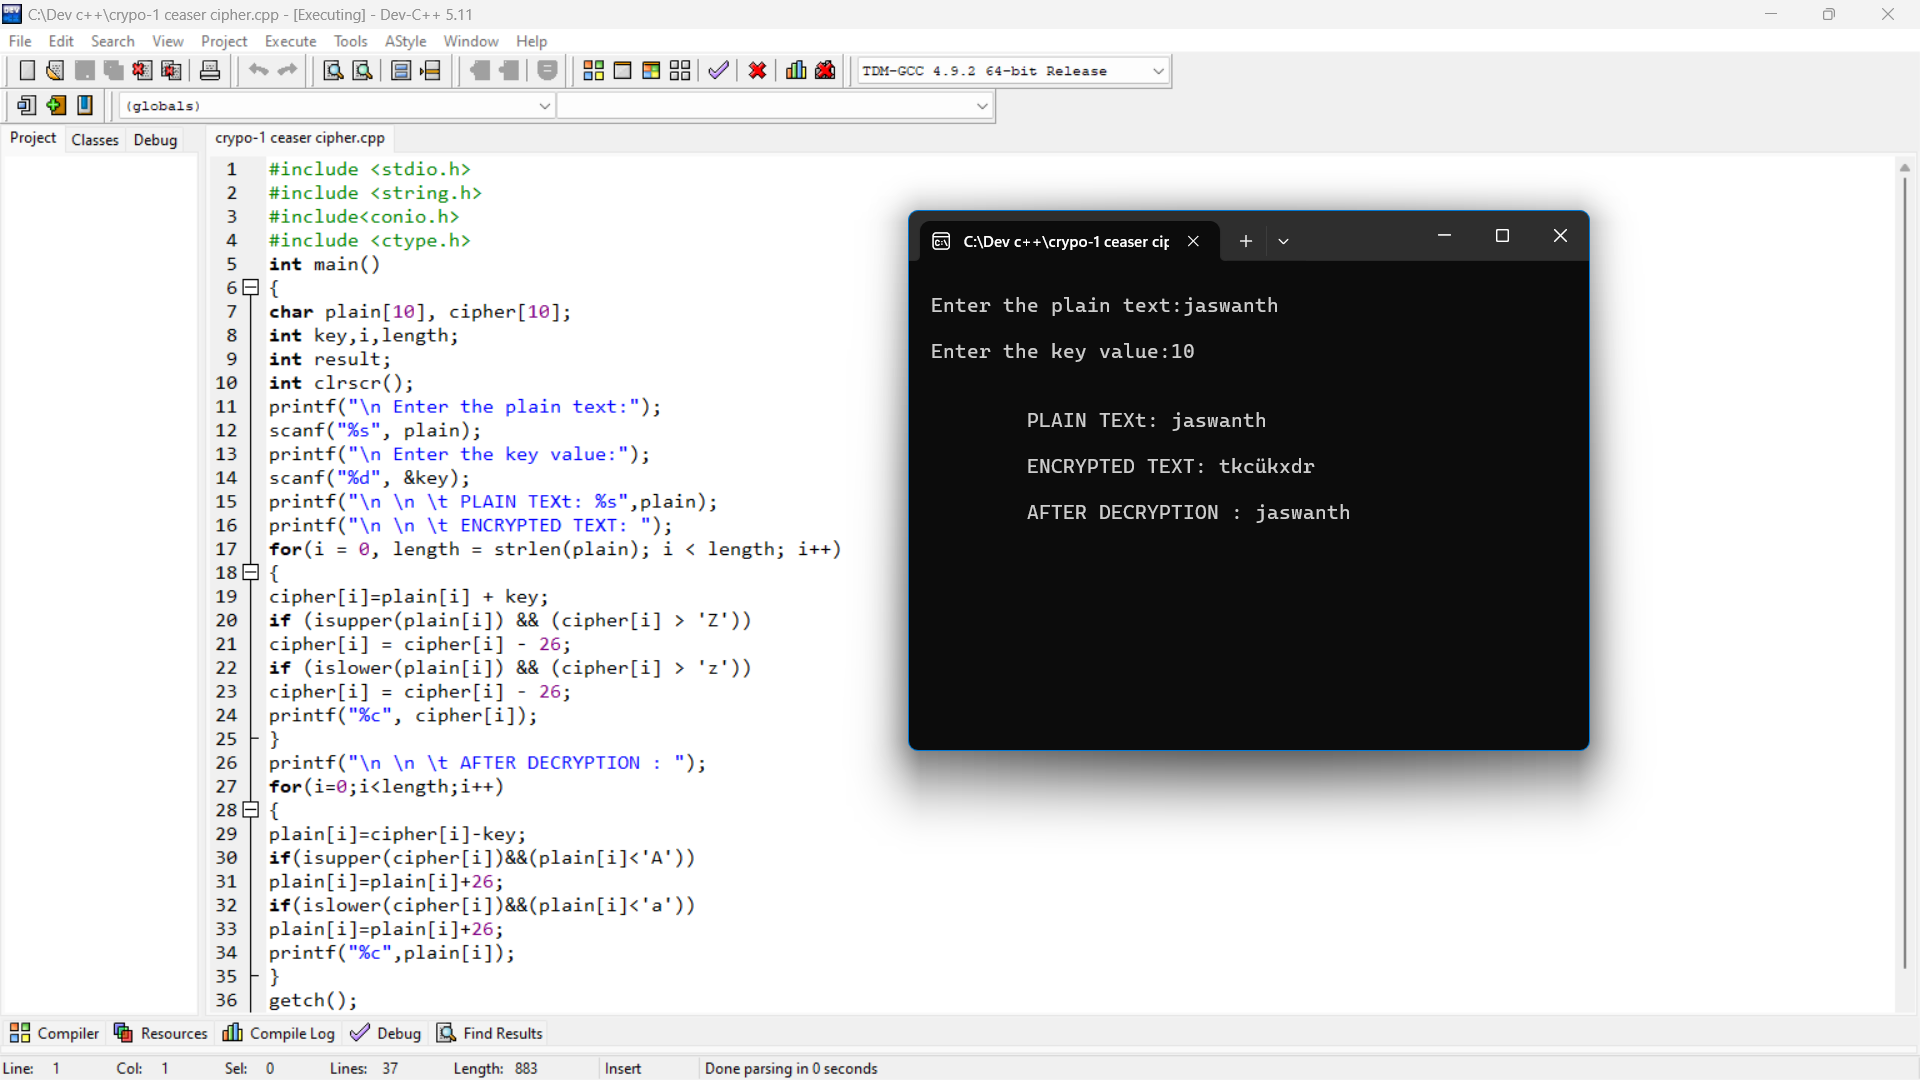 C:\Dev c++\crypo-1 ceaser cipher.cpp - [Executing] - Dev-C++ 5.11
File Edit Search View Project Execute Tools AStyle Window Help
TDM-GCC 4.9.2 64-bit Release
(globals)
Project Classes Debug
crypo-1 ceaser cipher.cpp
1 #include <stdio.h>
2 #include <string.h>
3 #include<conio.h>
4 #include <ctype.h>
5 int main()
6 {
7 char plain[10], cipher[10];
8 int key,i,length;
9 int result;
10 int clrscr();
11 printf("\n Enter the plain text:");
12 scanf("%s", plain);
13 printf("\n Enter the key value:");
14 scanf("%d", &key);
15 printf("\n \n \t PLAIN TEXt: %s",plain);
16 printf("\n \n \t ENCRYPTED TEXT: ");
17 for(i = 0, length = strlen(plain); i < length; i++)
18 {
19 cipher[i]=plain[i] + key;
20 if (isupper(plain[i]) && (cipher[i] > 'Z'))
21 cipher[i] = cipher[i] - 26;
22 if (islower(plain[i]) && (cipher[i] > 'z'))
23 cipher[i] = cipher[i] - 26;
24 printf("%c", cipher[i]);
25 }
26 printf("\n \n \t AFTER DECRYPTION : ");
27 for(i=0;i<length;i++)
28 {
29 plain[i]=cipher[i]-key;
30 if(isupper(cipher[i])&&(plain[i]<'A'))
31 plain[i]=plain[i]+26;
32 if(islower(cipher[i])&&(plain[i]<'a'))
33 plain[i]=plain[i]+26;
34 printf("%c",plain[i]);
35 }
36 getch();
C:\Dev c++\crypo-1 ceaser cip
Enter the plain text:jaswanth
Enter the key value:10
PLAIN TEXt: jaswanth
ENCRYPTED TEXT: tkcükxdr
AFTER DECRYPTION : jaswanth
Compiler Resources Compile Log Debug Find Results
Line: 1 Col: 1 Sel: 0 Lines: 37 Length: 883 Insert Done parsing in 0 seconds